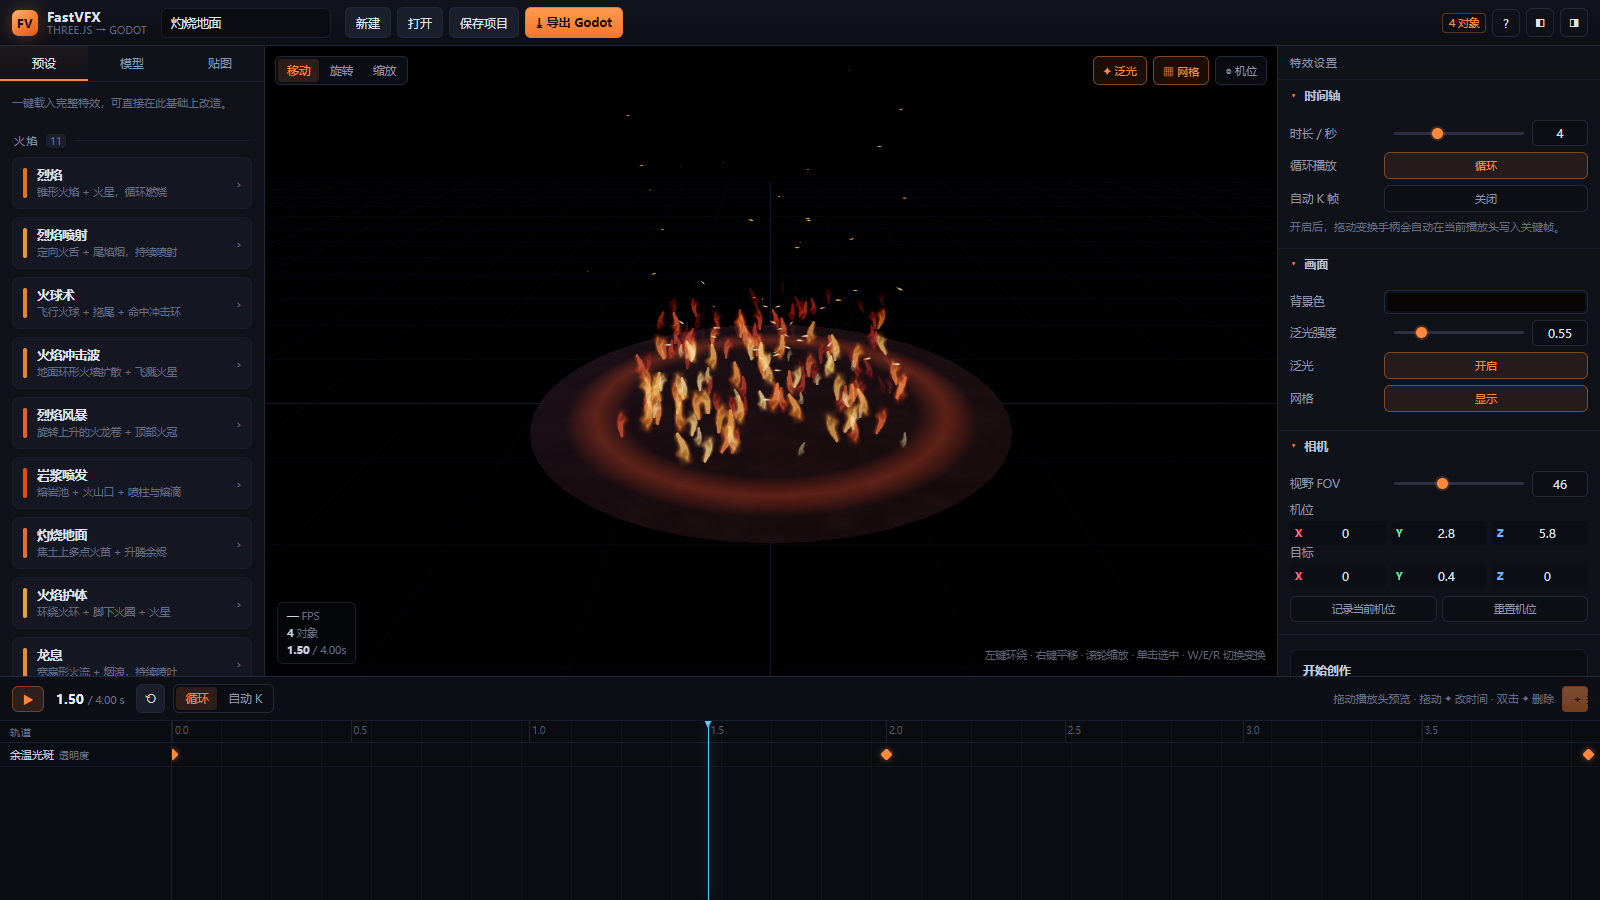 FV
FastVFX
THREE.JS → GODOT
灼烧地面
新建
打开
保存项目
⤓ 导出 Godot
4 对象
?
预设
模型
贴图
一键载入完整特效，可直接在此基础上改造。
火焰 11
烈焰
锥形火焰 + 火星，循环燃烧
烈焰喷射
定向火舌 + 尾焰烟，持续喷射
火球术
飞行火球 + 拖尾 + 命中冲击环
火焰冲击波
地面环形火墙扩散 + 飞溅火星
烈焰风暴
旋转上升的火龙卷 + 顶部火冠
岩浆喷发
熔岩池 + 火山口 + 喷柱与熔滴
灼烧地面
焦土上多点火苗 + 升腾余烬
火焰护体
环绕火环 + 脚下火圈 + 火星
龙息
宽扇形火流 + 烟浪，持续喷吐
移动
旋转
缩放
✦ 泛光
▦ 网格
机位
— FPS
4 对象
1.50 / 4.00s
左键环绕 · 右键平移 · 滚轮缩放 · 单击选中 · W/E/R 切换变换
特效设置
时间轴
时长 / 秒
4
循环播放
循环
自动 K 帧
关闭
开启后，拖动变换手柄会自动在当前播放头写入关键帧。
画面
背景色
泛光强度
0.55
泛光
开启
网格
显示
相机
视野 FOV
46
机位
X 0 Y 2.8 Z 5.8
目标
X 0 Y 0.4 Z 0
记录当前机位
重置机位
开始创作
1.50 / 4.00 s
循环
自动 K
拖动播放头预览 · 拖动 ◆ 改时间 · 双击 ◆ 删除
+
轨道
0.0 0.5 1.0 1.5 2.0 2.5 3.0 3.5
余温光斑 透明度